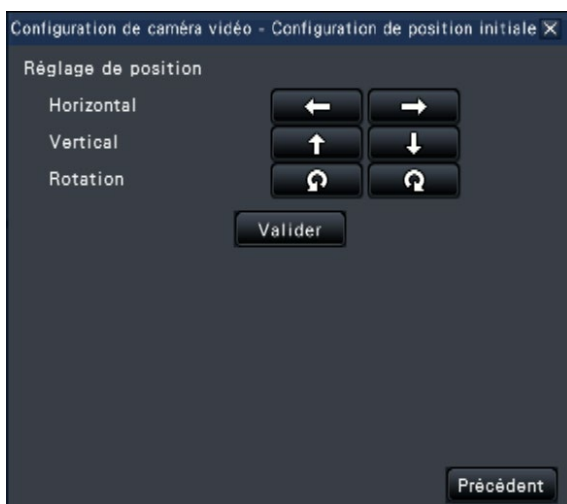 Configuration de caméra vidéo - Configuration de position initiale
Réglage de position
Horizontal
Vertical
Rotation
Valider
Précédent